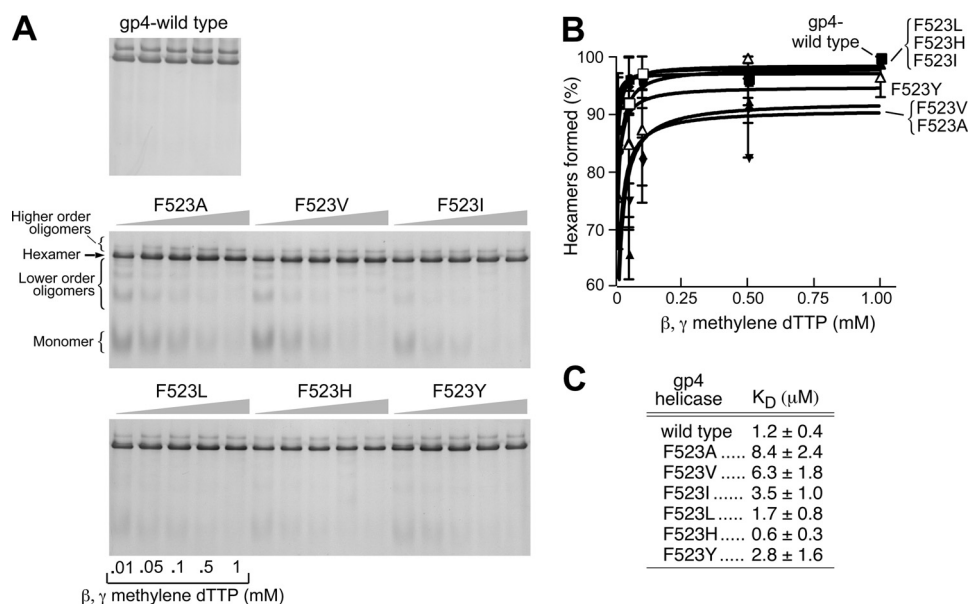 A
gp4-wild type
F523A F523V F523I
Higher order
oligomers
Hexamer
Lower order
oligomers
Monomer
F523L F523H F523Y
.01 .05 .1 .5 1
β, γ methylene dTTP (mM)
B
gp4-
wild type
F523L
F523H
F523I
F523Y
F523V
F523A
Hexamers formed (%)
100
90
80
70
60
0 0.25 0.50 0.75 1.00
β, γ methylene dTTP (mM)
C
gp4
helicase KD (μM)
wild type 1.2 ± 0.4
F523A ..... 8.4 ± 2.4
F523V ..... 6.3 ± 1.8
F523I ...... 3.5 ± 1.0
F523L ..... 1.7 ± 0.8
F523H ..... 0.6 ± 0.3
F523Y ..... 2.8 ± 1.6